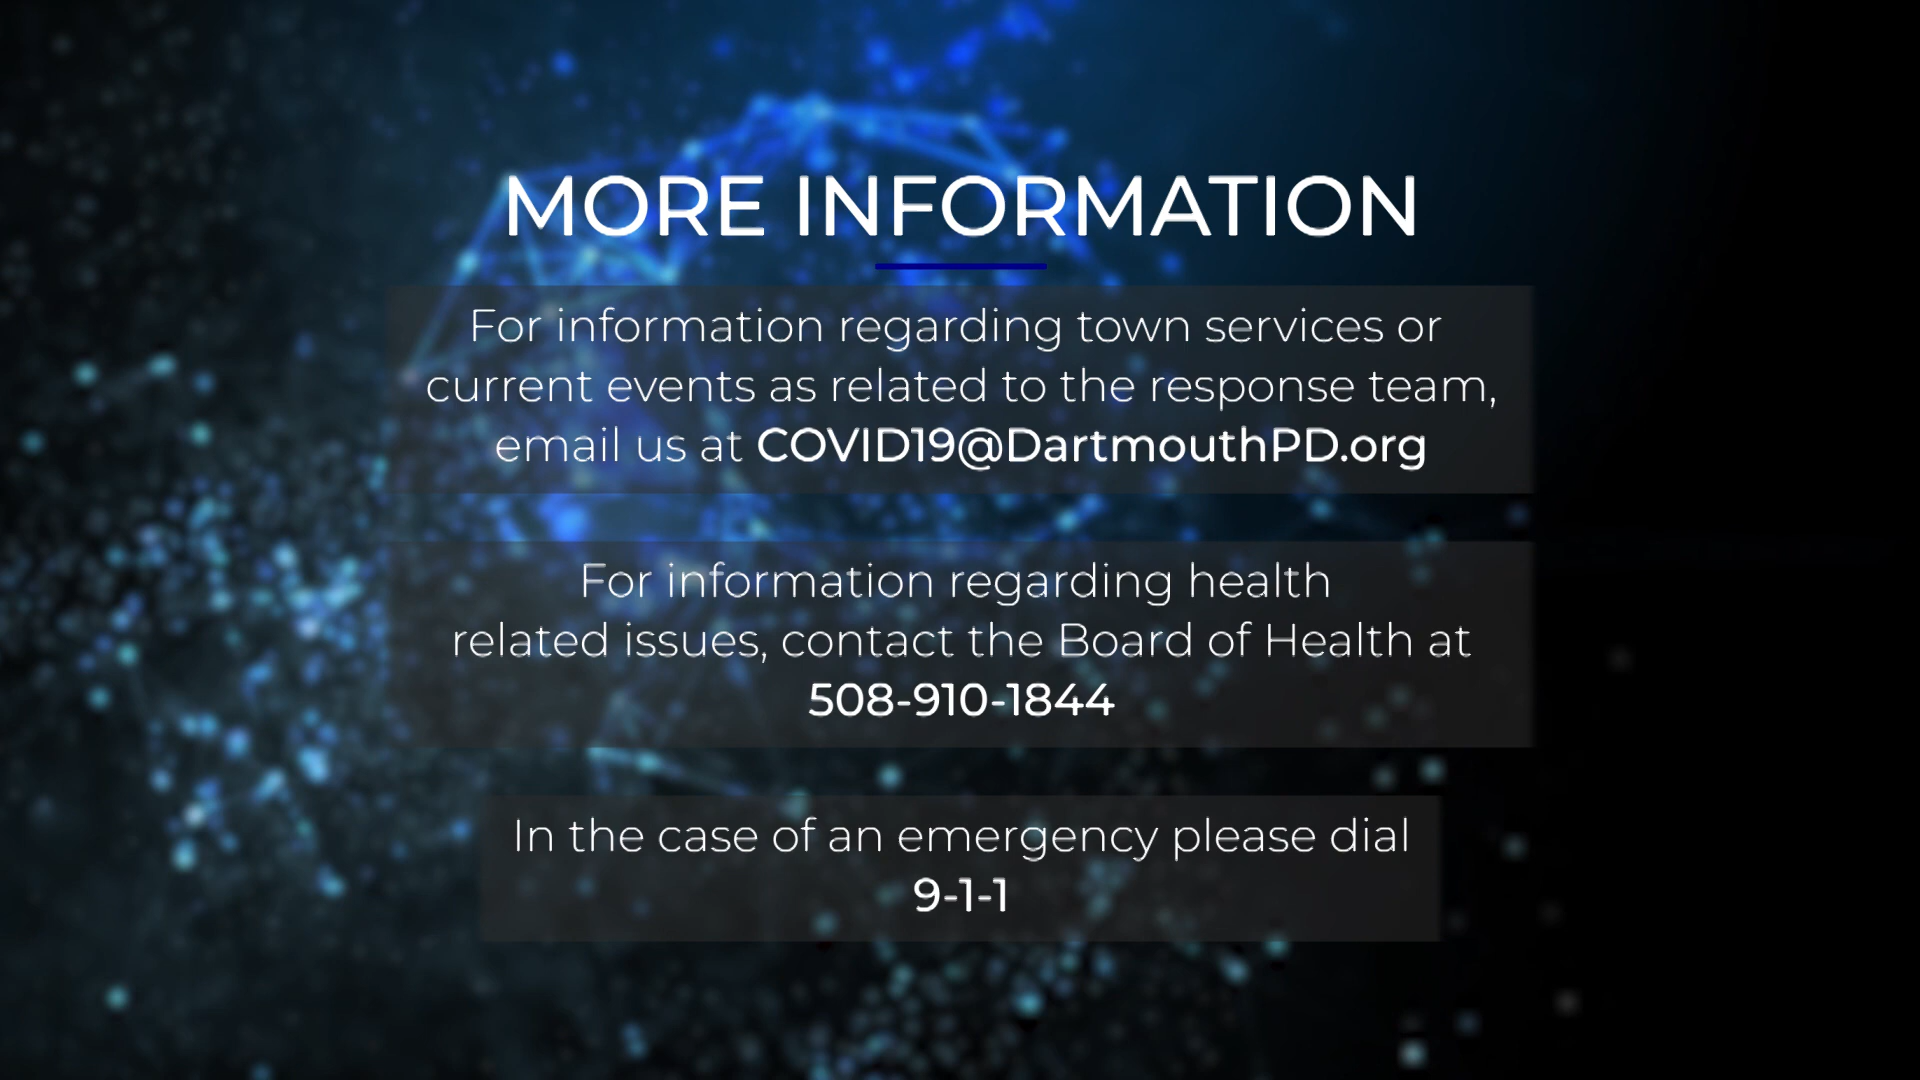 MORE INFORMATION
For information regarding town services or
current events as related to the response team,
email us at COVID19@DartmouthPD.org
For information regarding health
related issues, contact the Board of Health at
508-910-1844
In the case of an emergency please dial
9-1-1